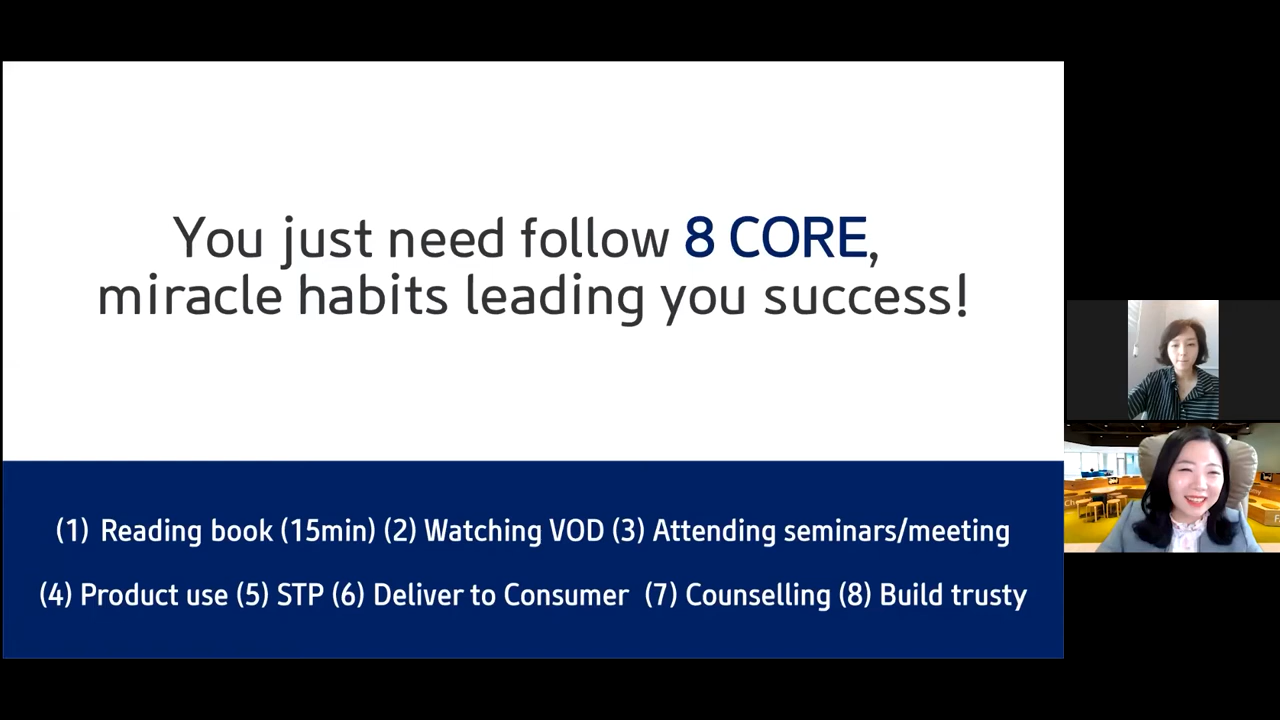 You just need follow 8 CORE,
miracle habits leading you success!
(1) Reading book (15min) (2) Watching VOD (3) Attending seminars/meeting
(4) Product use (5) STP (6) Deliver to Consumer (7) Counselling (8) Build trusty